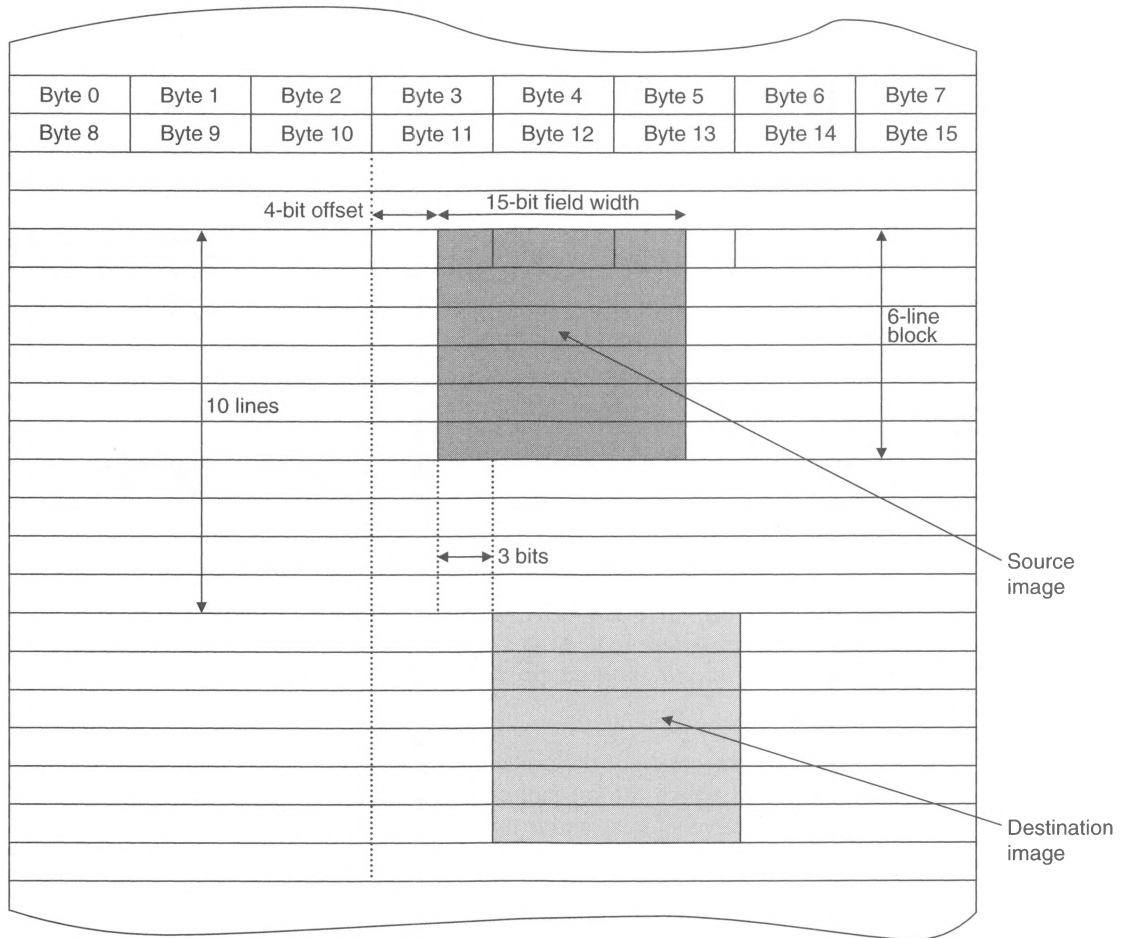 Byte 0 Byte 1 Byte 2 Byte 3 Byte 4 Byte 5 Byte 6 Byte 7
Byte 8 Byte 9 Byte 10 Byte 11 Byte 12 Byte 13 Byte 14 Byte 15
4-bit offset
15-bit field width
6-line
block
10 lines
3 bits
Source
image
Destination
image